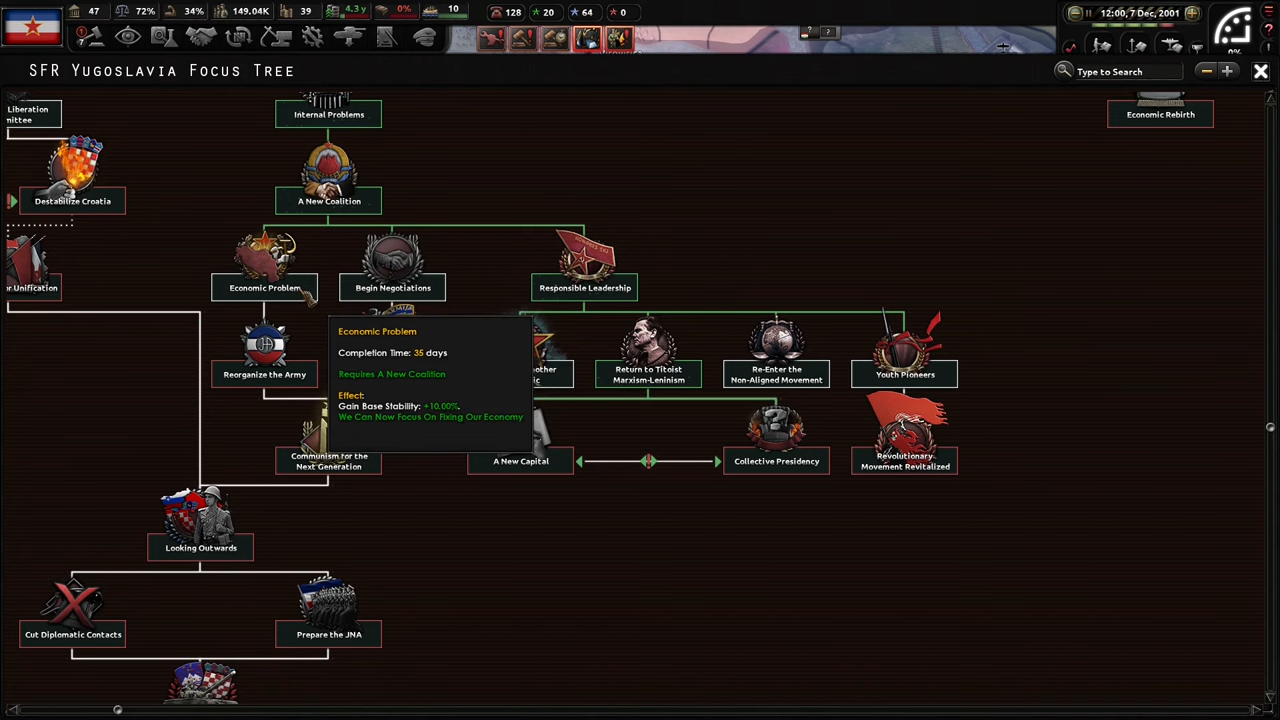 47
72%
34%
149.04K
39
4.3 y
0%
10
128
20
64
0
12:00, 7 Dec, 2001
0%
SFR Yugoslavia Focus Tree
Type to Search
Liberation
Internal Problems
Economic Rebirth
Destabilize Croatia
A New Coalition
Economic Problem
Begin Negotiations
Responsible Leadership
Unification
Reorganize the Army
Return to Titoist
Marxism-Leninism
Re-Enter the
Non-Aligned Movement
Youth Pioneers
Economic Problem
Completion Time: 35 days
Requires A New Coalition
Effect:
Gain Base Stability: +10.00%.
We Can Now Focus On Fixing Our Economy
Communism for the
Next Generation
A New Capital
Collective Presidency
Revolutionary
Movement Revitalized
Looking Outwards
Cut Diplomatic Contacts
Prepare the JNA